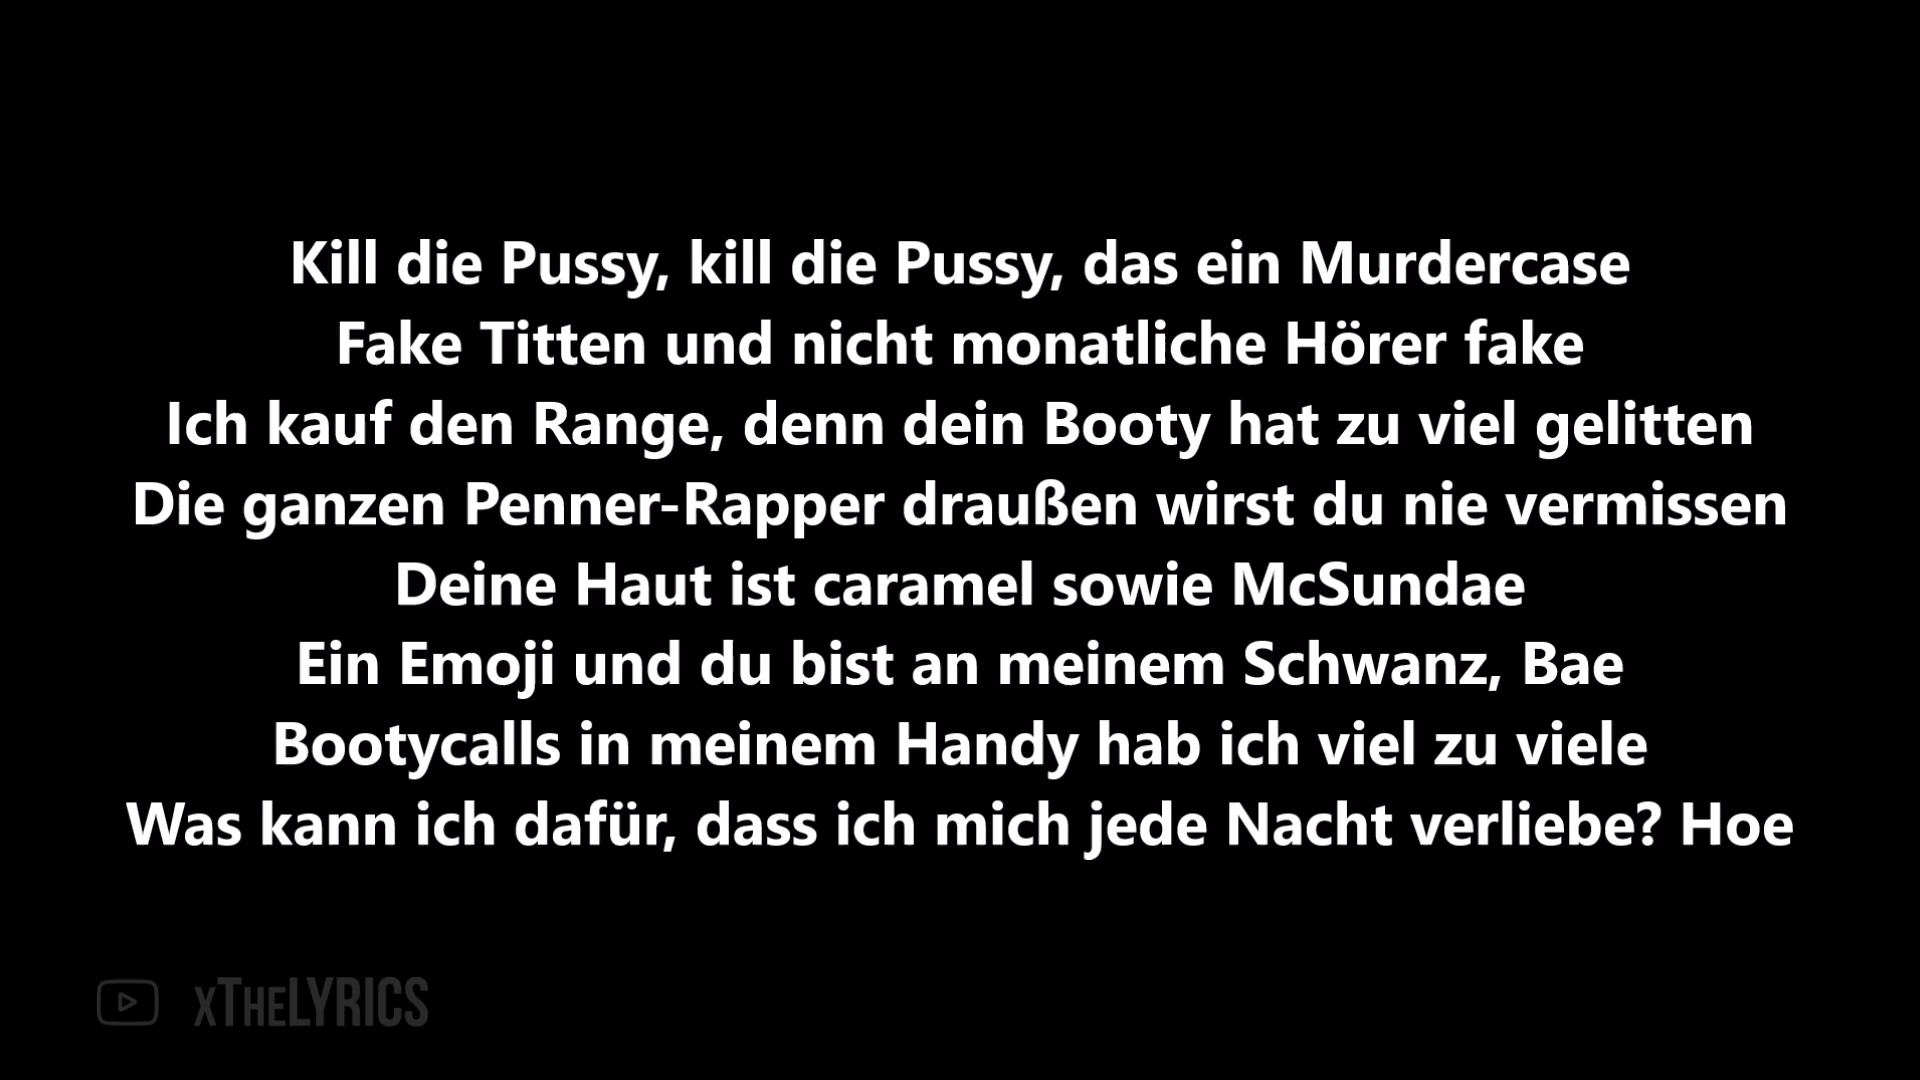 Kill die Pussy, kill die Pussy, das ein Murdercase
Fake Titten und nicht monatliche Hörer fake
Ich kauf den Range, denn dein Booty hat zu viel gelitten
Die ganzen Penner-Rapper draußen wirst du nie vermissen
Deine Haut ist caramel sowie McSundae
Ein Emoji und du bist an meinem Schwanz, Bae
Bootycalls in meinem Handy hab ich viel zu viele
Was kann ich dafür, dass ich mich jede Nacht verliebe? Hoe
xTheLYRICS